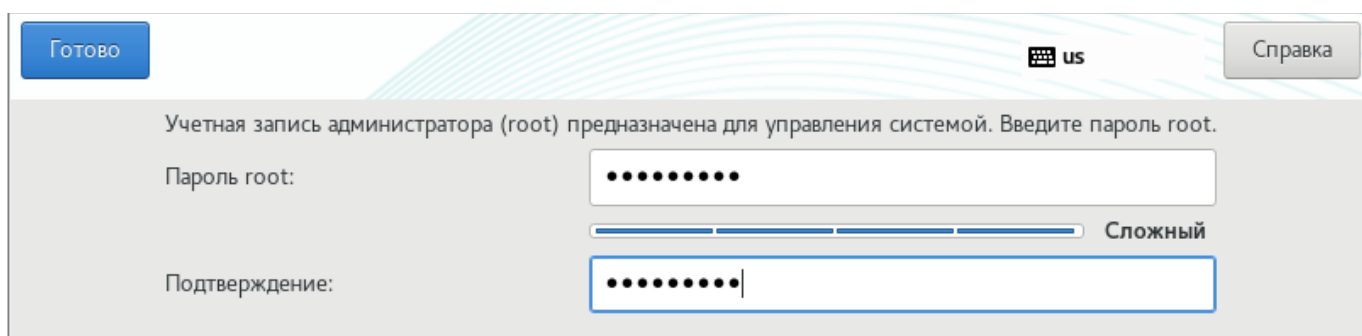 Готово
us
Справка
Учетная запись администратора (root) предназначена для управления системой. Введите пароль root.
Пароль root:
●●●●●●●●●
Сложный
Подтверждение:
●●●●●●●●●